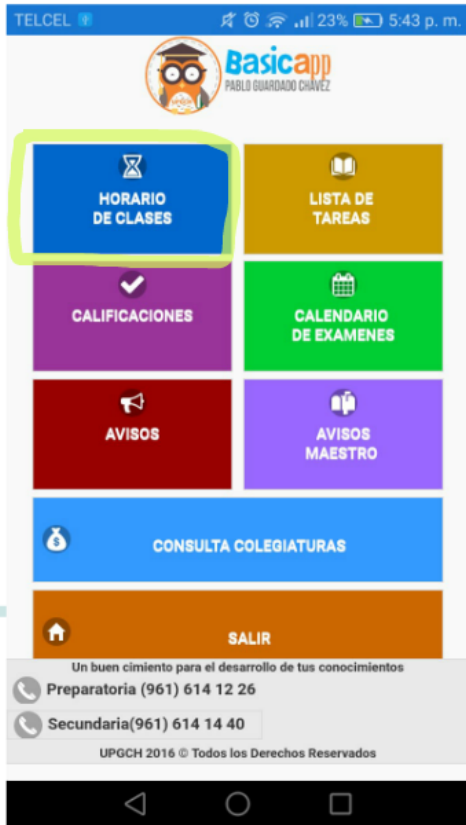 TELCEL 23% 5:43 p. m.
Basicapp
PABLO GUARDADO CHÁVEZ
HORARIO
DE CLASES
LISTA DE
TAREAS
CALIFICACIONES
CALENDARIO
DE EXAMENES
AVISOS
AVISOS
MAESTRO
CONSULTA COLEGIATURAS
SALIR
Un buen cimiento para el desarrollo de tus conocimientos
Preparatoria (961) 614 12 26
Secundaria(961) 614 14 40
UPGCH 2016 © Todos los Derechos Reservados